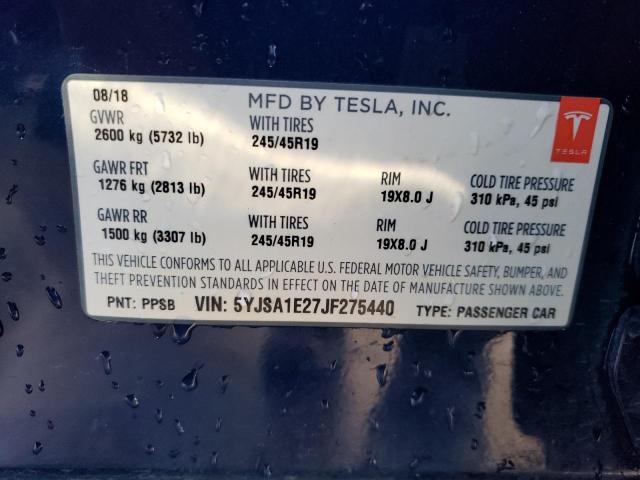 08/18 MFD BY TESLA, INC.
GVWR WITH TIRES
2600 kg (5732 lb) 245/45R19
TESLA
GAWR FRT WITH TIRES RIM COLD TIRE PRESSURE
1276 kg (2813 lb) 245/45R19 19X8.0 J 310 kPa, 45 psi
GAWR RR WITH TIRES RIM COLD TIRE PRESSURE
1500 kg (3307 lb) 245/45R19 19X8.0 J 310 kPa, 45 psi
THIS VEHICLE CONFORMS TO ALL APPLICABLE U.S. FEDERAL MOTOR VEHICLE SAFETY, BUMPER, AND
THEFT PREVENTION STANDARDS IN EFFECT ON THE DATE OF MANUFACTURE SHOWN ABOVE.
PNT: PPSB VIN: 5YJSA1E27JF275440 TYPE: PASSENGER CAR